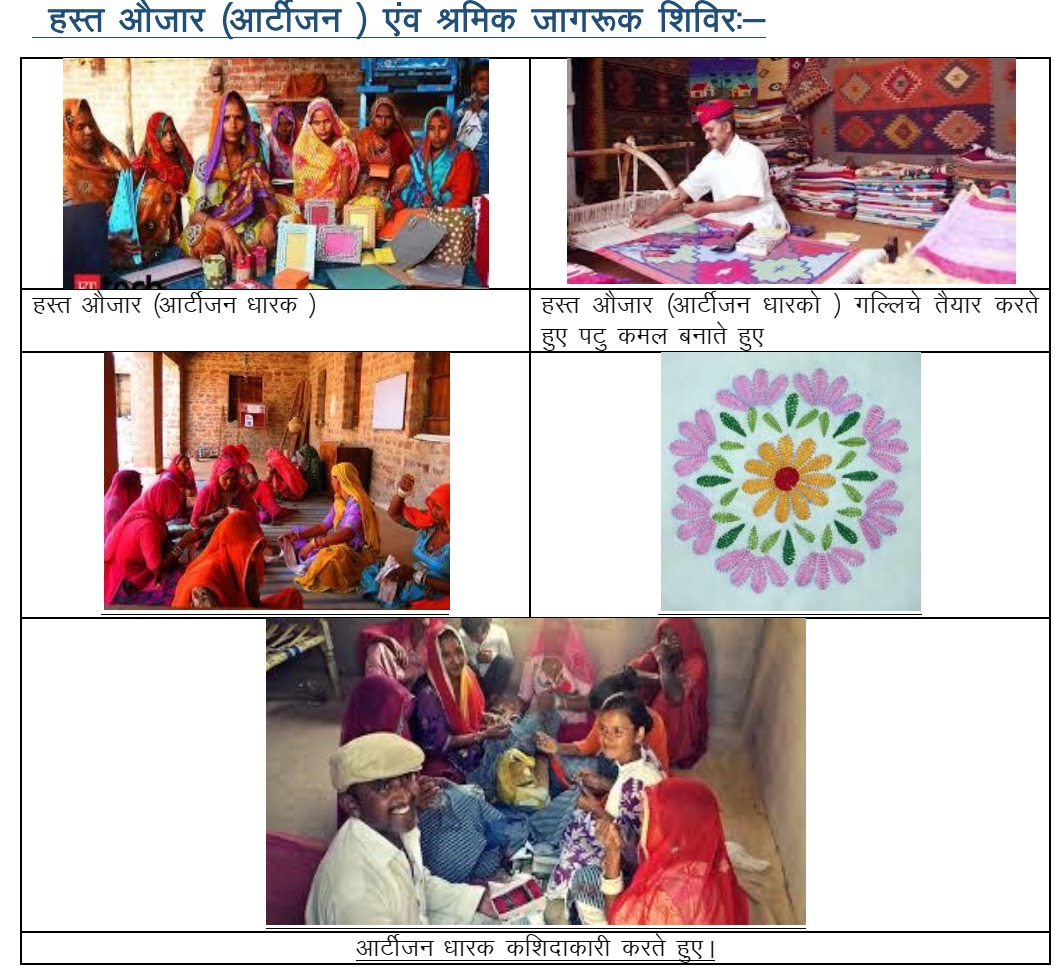 हस्त औजार (आर्टीजन ) एंव श्रमिक जागरूक शिविरः–
हस्त औजार (आर्टीजन धारक )
हस्त औजार (आर्टीजन धारको ) गल्लिचे तैयार करते
हुए पटु कमल बनाते हुए
आर्टीजन धारक कशिदाकारी करते हुए।